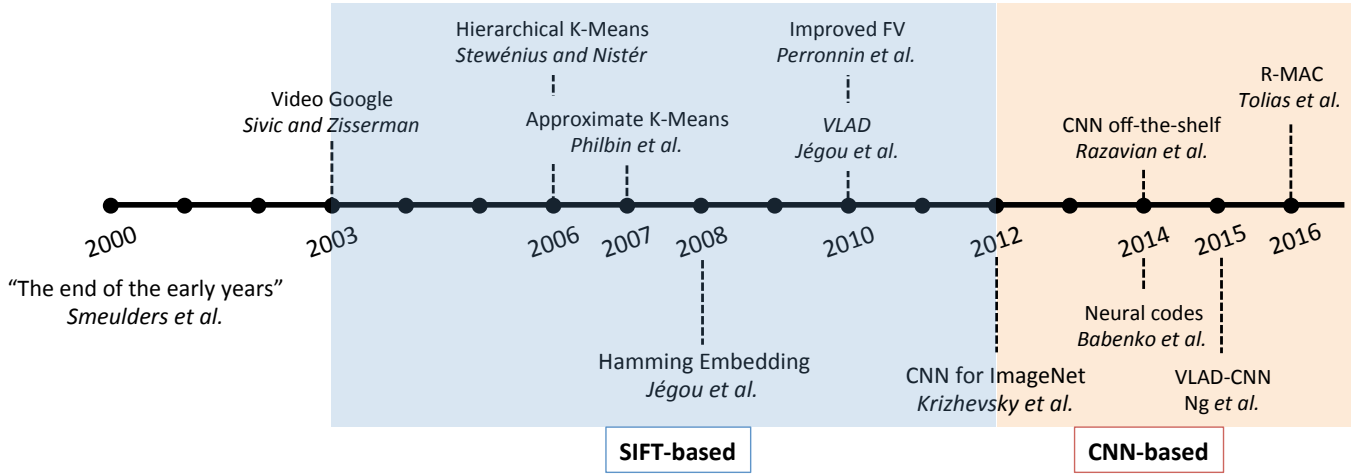 Hierarchical K-Means
Stewénius and Nistér
Improved FV
Perronnin et al.
R-MAC
Tolias et al.
Video Google
Sivic and Zisserman
Approximate K-Means
Philbin et al.
VLAD
Jégou et al.
CNN off-the-shelf
Razavian et al.
2000
2003
2006
2007
2008
2010
2012
2014
2015
2016
“The end of the early years”
Smeulders et al.
Neural codes
Babenko et al.
Hamming Embedding
Jégou et al.
CNN for ImageNet
Krizhevsky et al.
VLAD-CNN
Ng et al.
SIFT-based
CNN-based